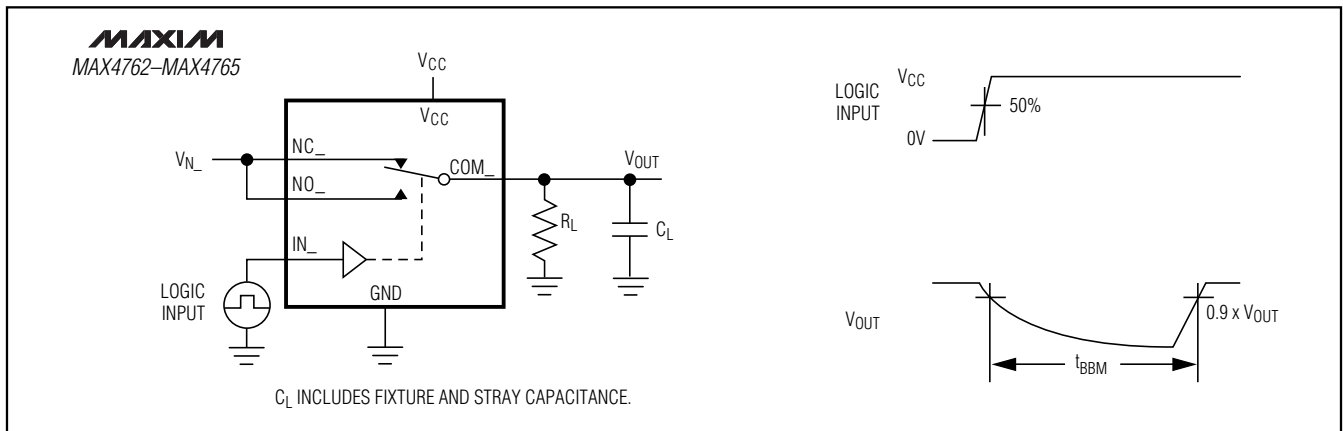 MAXIM
MAX4762–MAX4765
VCC
VCC
VN_
NC_
NO_
COM_
VOUT
RL
CL
IN_
GND
LOGIC
INPUT
CL INCLUDES FIXTURE AND STRAY CAPACITANCE.
LOGIC
INPUT
VCC
50%
0V
VOUT
0.9 x VOUT
tBBM